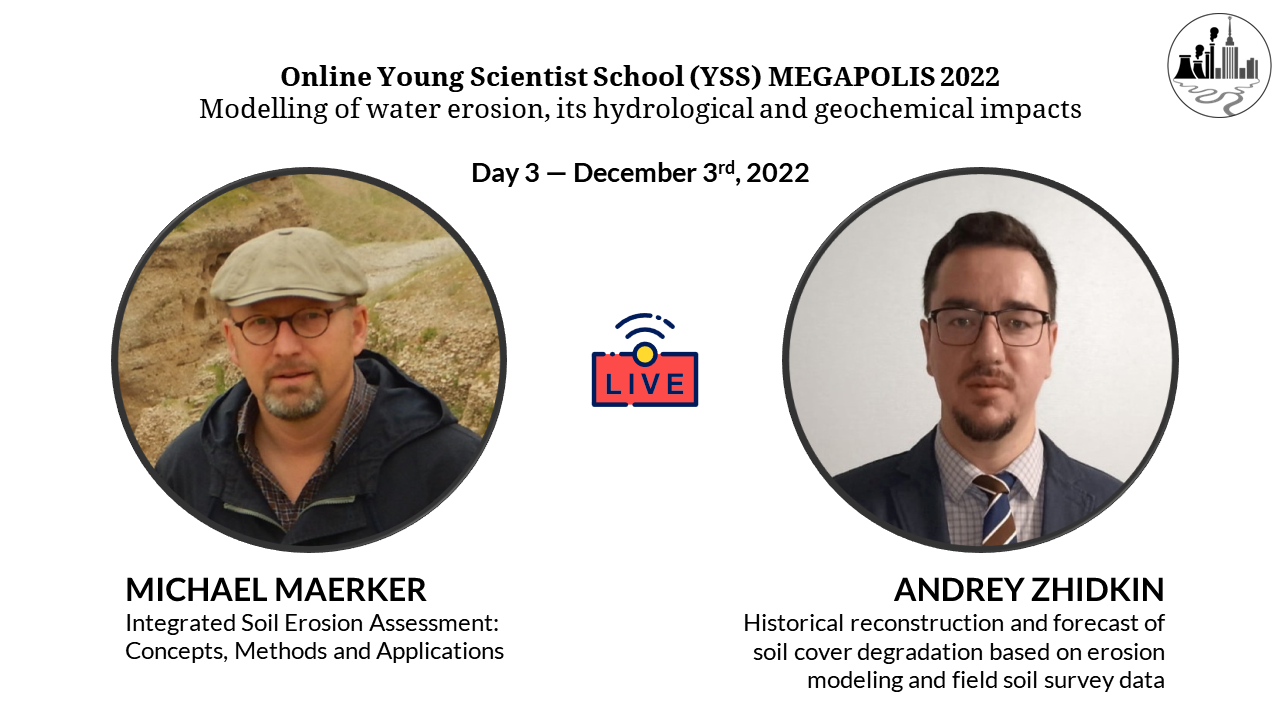 Online Young Scientist School (YSS) MEGAPOLIS 2022
Modelling of water erosion, its hydrological and geochemical impacts
Day 3 — December 3rd, 2022
LIVE
MICHAEL MAERKER
Integrated Soil Erosion Assessment:
Concepts, Methods and Applications
ANDREY ZHIDKIN
Historical reconstruction and forecast of
soil cover degradation based on erosion
modeling and field soil survey data